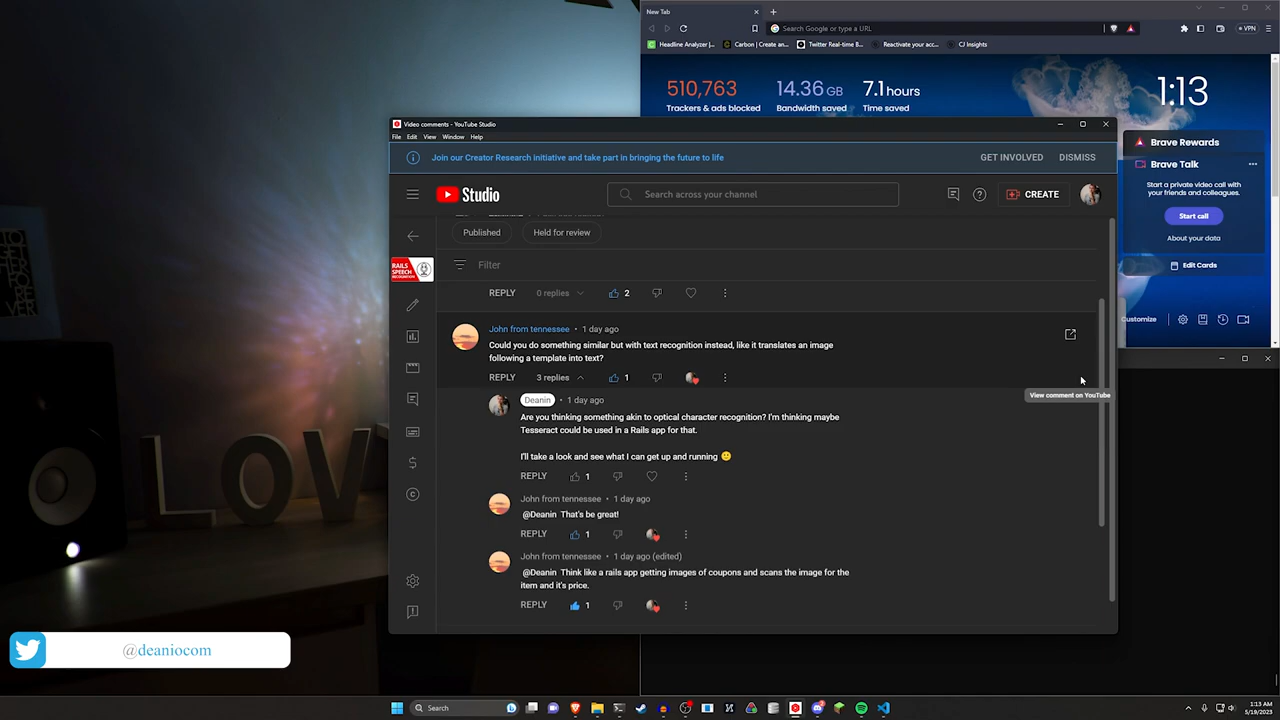 New Tab
Search Google or type a URL
VPN
Headline Analyzer |...
Carbon | Create an...
Twitter Real-time B...
Reactivate your acc...
CJ Insights
510,763
Trackers & ads blocked
14.36 GB
Bandwidth saved
7.1 hours
Time saved
1:13
Brave Rewards
Brave Talk
Start a private video call with
your friends and colleagues.
Start call
About your data
Edit Cards
Customize
Video comments - YouTube Studio
File Edit View Window Help
Join our Creator Research initiative and take part in bringing the future to life
GET INVOLVED
DISMISS
Studio
Search across your channel
CREATE
Published
Held for review
RAILS
SPEECH
RECOGNITION
Filter
REPLY 0 replies 2
John from tennessee • 1 day ago
Could you do something similar but with text recognition instead, like it translates an image
following a template into text?
REPLY 3 replies 1
View comment on YouTube
Deanin • 1 day ago
Are you thinking something akin to optical character recognition? I'm thinking maybe
Tesseract could be used in a Rails app for that.
I'll take a look and see what I can get up and running 🙂
REPLY 1
John from tennessee • 1 day ago
@Deanin That's be great!
REPLY 1
John from tennessee • 1 day ago (edited)
@Deanin Think like a rails app getting images of coupons and scans the image for the
item and it's price.
REPLY 1
LOV
@deaniocom
Search
1:13 AM
5/19/2023